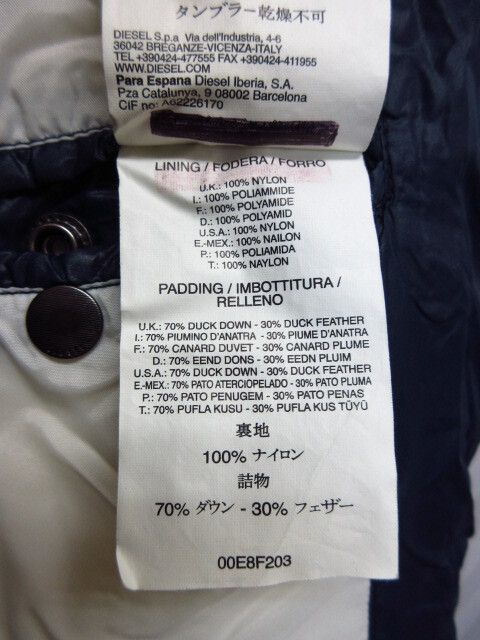 タンブラー乾燥不可
DIESEL S.p.a Via dell'Industria, 4-6
36042 BREGANZE-VICENZA-ITALY
TEL +390424-477555 FAX +390424-411955
WWW.DIESEL.COM
Para Espana Diesel Iberia, S.A.
Pza Catalunya, 9 08002 Barcelona
CIF no: A62226170
LINING / FODERA / FORRO
U.K.: 100% NYLON
I.: 100% POLIAMMIDE
F.: 100% POLYAMIDE
D.: 100% POLYAMID
U.S.A.: 100% NYLON
E.-MEX.: 100% NAILON
P.: 100% POLIAMIDA
T.: 100% NAYLON
PADDING / IMBOTTITURA /
RELLENO
U.K.: 70% DUCK DOWN - 30% DUCK FEATHER
I.: 70% PIUMINO D'ANATRA - 30% PIUME D'ANATRA
F.: 70% CANARD DUVET - 30% CANARD PLUME
D.: 70% EEND DONS - 30% EEDN PLUIM
U.S.A.: 70% DUCK DOWN - 30% DUCK FEATHER
E.-MEX.: 70% PATO ATERCIOPELADO - 30% PATO PLUMA
P.: 70% PATO PENUGEM - 30% PATO PENAS
T.: 70% PUFLA KUSU - 30% PUFLA KUS TÜYÜ
裏地
100% ナイロン
詰物
70% ダウン - 30% フェザー
00E8F203